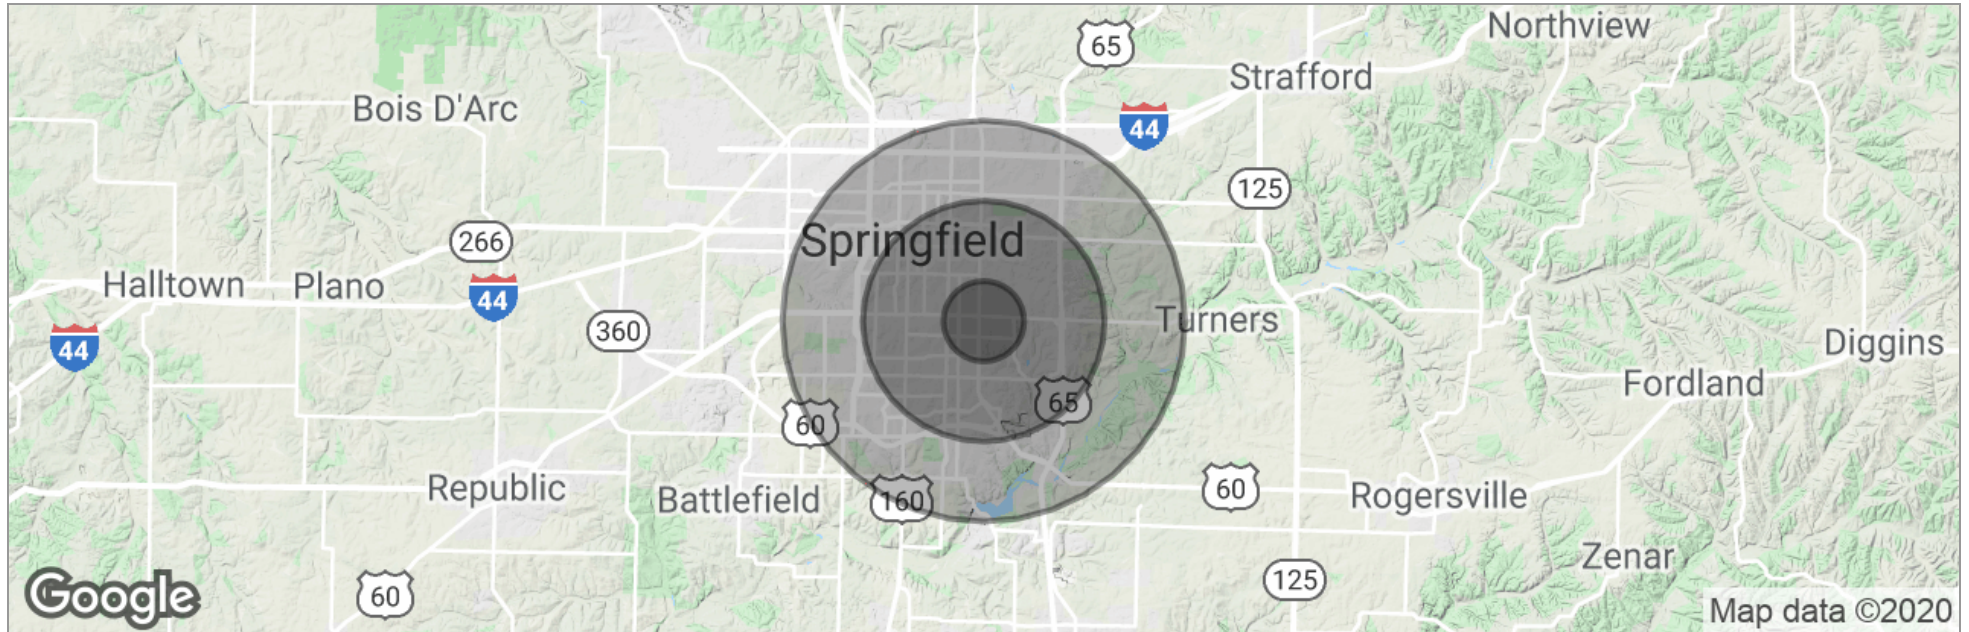 Northview
65
Strafford
Bois D'Arc
44
125
266
Springfield
Halltown
Plano
44
360
Turners
44
Diggins
Fordland
65
60
Republic
Battlefield
160
60
Rogersville
Zenar
125
60
Google
Map data ©2020